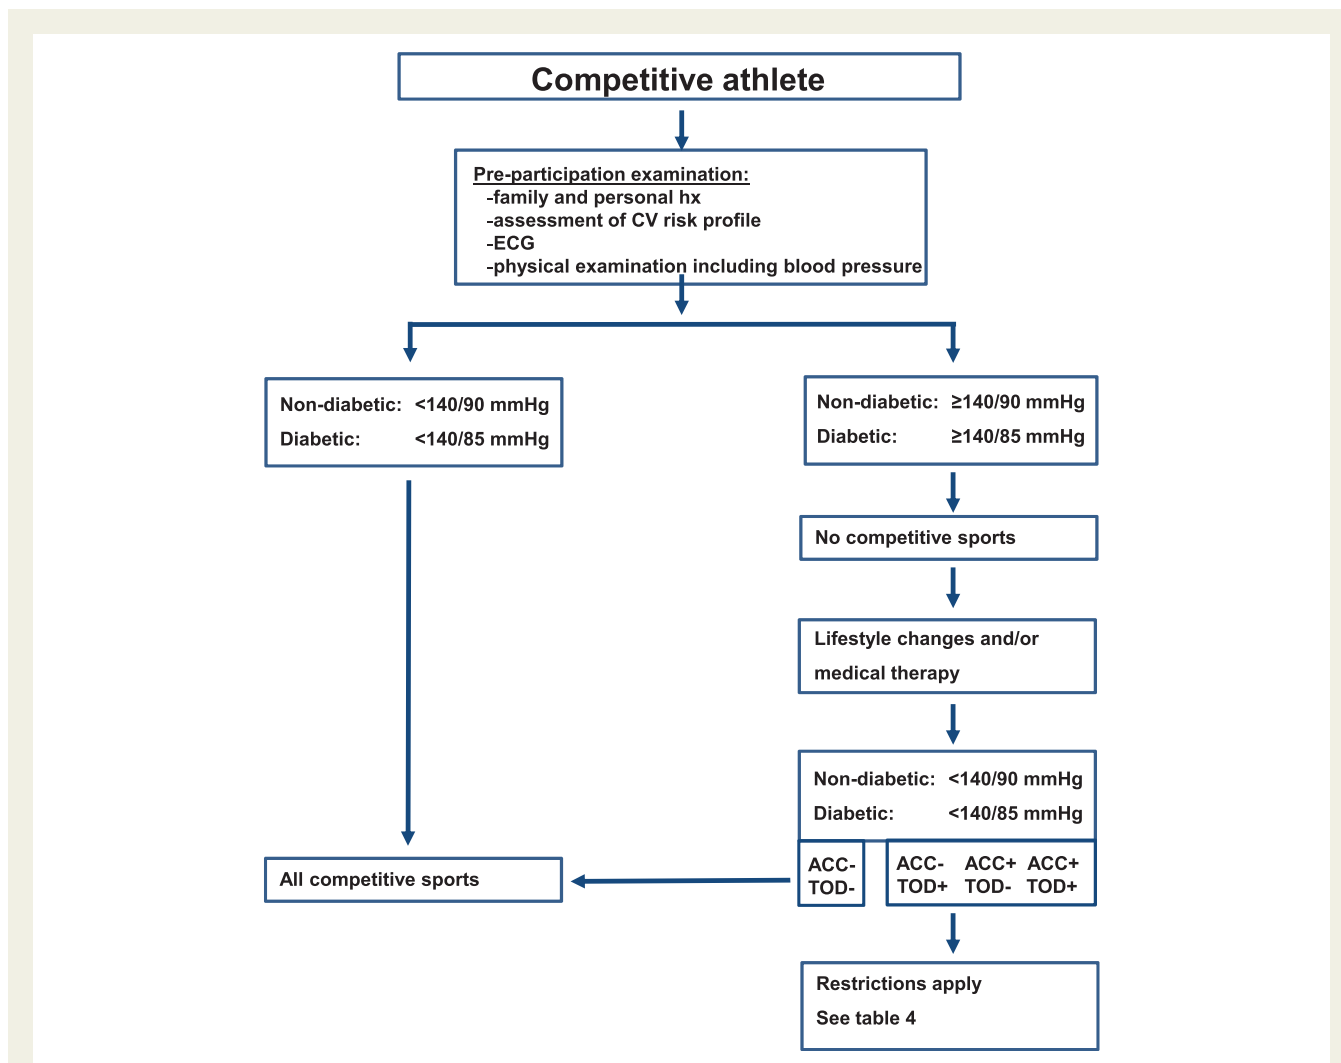 Competitive athlete
Pre-participation examination:
-family and personal hx
-assessment of CV risk profile
-ECG
-physical examination including blood pressure
Non-diabetic: <140/90 mmHg
Diabetic: <140/85 mmHg
Non-diabetic: ≥140/90 mmHg
Diabetic: ≥140/85 mmHg
No competitive sports
Lifestyle changes and/or
medical therapy
Non-diabetic: <140/90 mmHg
Diabetic: <140/85 mmHg
All competitive sports
ACC-
TOD-
ACC- ACC+ ACC+
TOD+ TOD- TOD+
Restrictions apply
See table 4